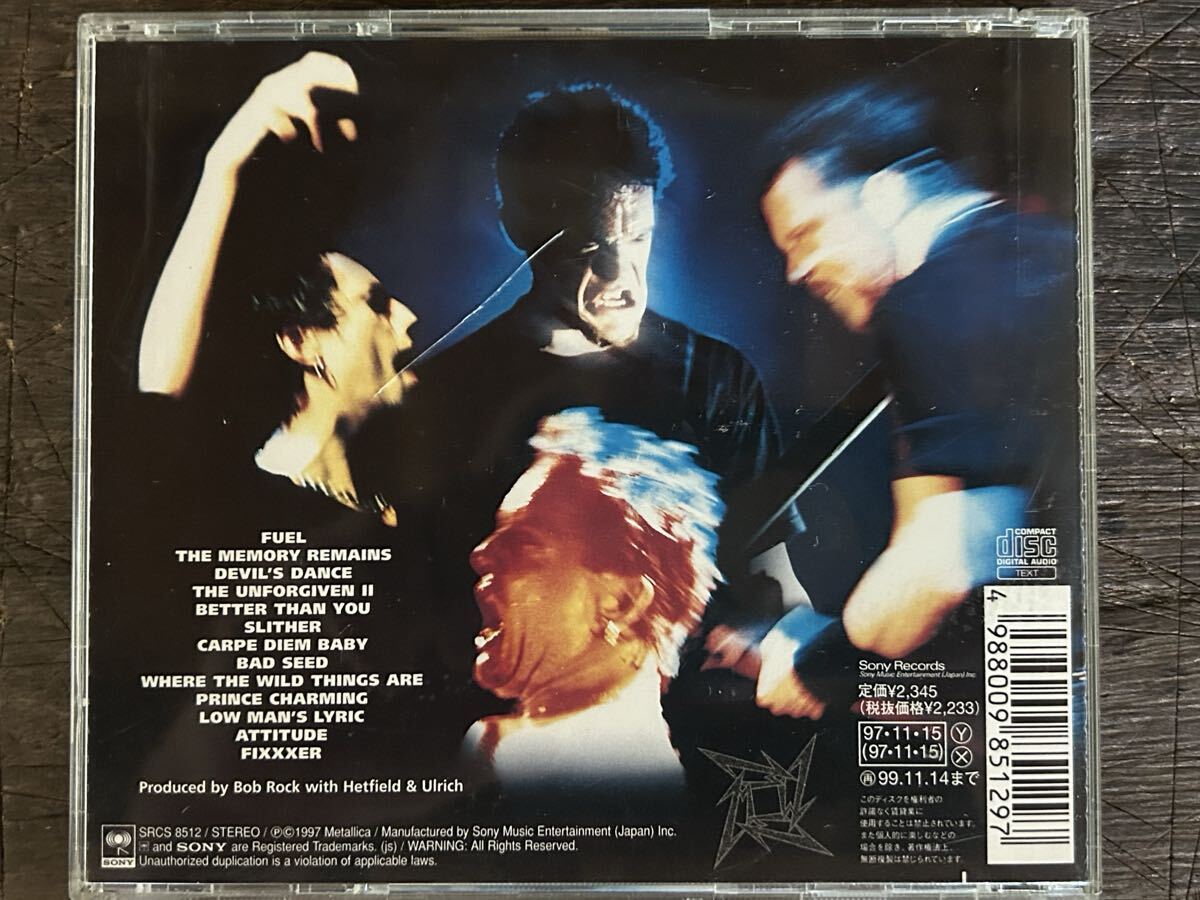 FUEL
THE MEMORY REMAINS
DEVIL'S DANCE
THE UNFORGIVEN II
BETTER THAN YOU
SLITHER
CARPE DIEM BABY
BAD SEED
WHERE THE WILD THINGS ARE
PRINCE CHARMING
LOW MAN'S LYRIC
ATTITUDE
FIXXXER
Produced by Bob Rock with Hetfield & Ulrich
SONY
SRCS 8512 / STEREO / ℗©1997 Metallica / Manufactured by Sony Music Entertainment (Japan) Inc.
and SONY are Registered Trademarks. (js) / WARNING: All Rights Reserved.
Unauthorized duplication is a violation of applicable laws.
COMPACT
disc
DIGITAL AUDIO
TEXT
4 988009 851297
Sony Records
Sony Music Entertainment (Japan) Inc.
定価¥2,345
(税抜価格¥2,233)
97・11・15 Ⓨ
(97・11・15) Ⓧ
㊢99.11.14まで
このディスクを権利者の
許諾なく賃貸業に
使用することは禁止されています。
また個人的に楽しむなどの
場合を除き、著作権法上、
無断複製は禁じられています。